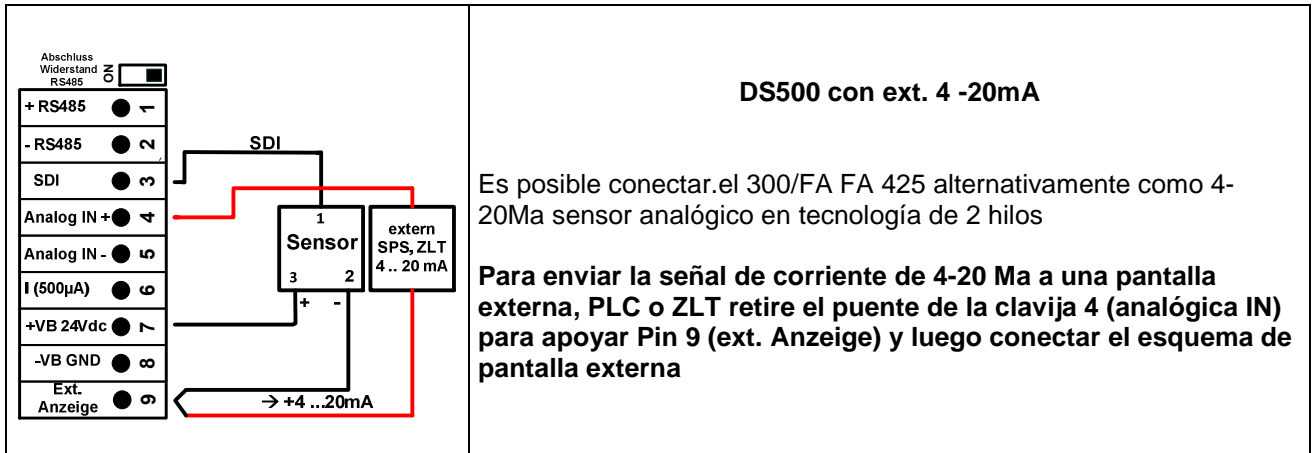 Abschluss
Widerstand
RS485
ON
+ RS485 1
- RS485 2
SDI 3
Analog IN + 4
Analog IN - 5
I (500µA) 6
+VB 24Vdc 7
-VB GND 8
Ext.
Anzeige 9
SDI
1
Sensor
3 2
+ -
extern
SPS, ZLT
4 .. 20 mA
→ +4 ...20mA
DS500 con ext. 4 -20mA
Es posible conectar.el 300/FA FA 425 alternativamente como 4-
20Ma sensor analógico en tecnología de 2 hilos
Para enviar la señal de corriente de 4-20 Ma a una pantalla
externa, PLC o ZLT retire el puente de la clavija 4 (analógica IN)
para apoyar Pin 9 (ext. Anzeige) y luego conectar el esquema de
pantalla externa